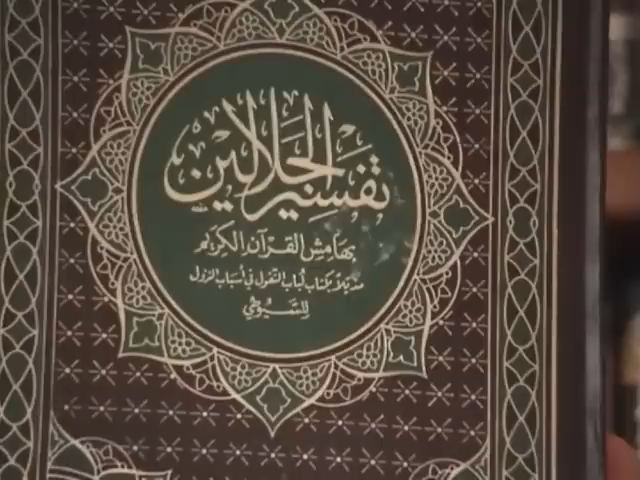 تفسير الجلالين
بهامش القرآن الكريم
مذيلاً بكتاب لباب النقول في أسباب النزول
للسيوطي